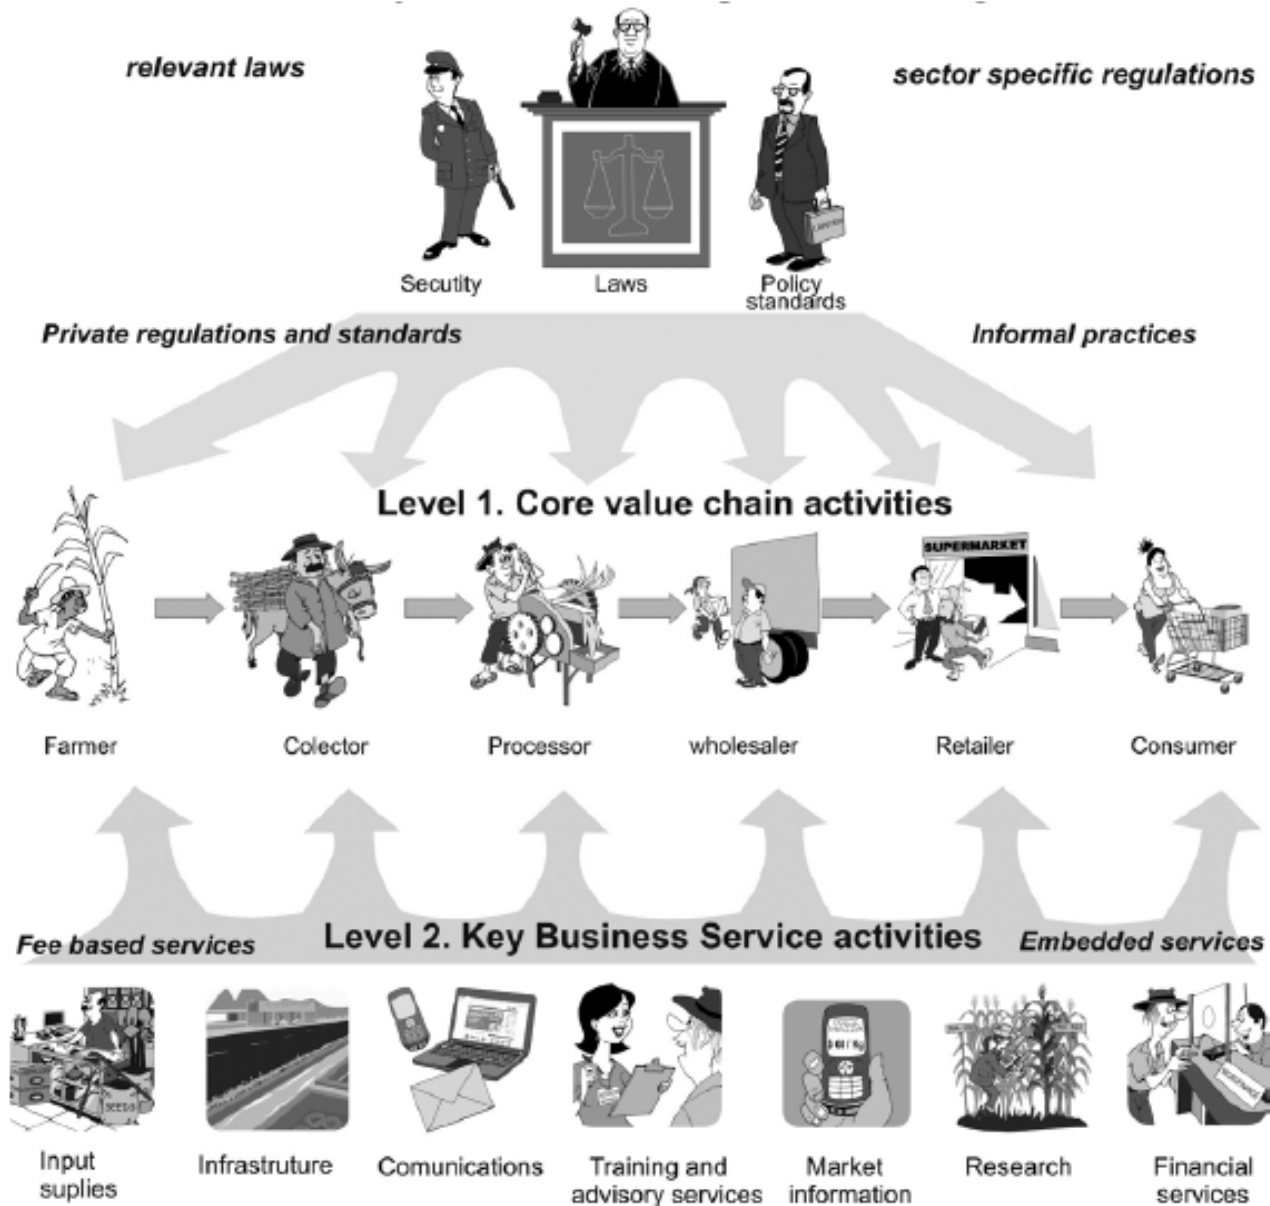 relevant laws
sector specific regulations
Secutity
Laws
Policy
standards
Private regulations and standards
Informal practices
Level 1. Core value chain activities
SUPERMARKET
Farmer
Colector
Processor
wholesaler
Retailer
Consumer
Fee based services
Level 2. Key Business Service activities
Embedded services
SEEDS
Input
suplies
Infrastruture
Comunications
Training and
advisory services
Market
information
Research
Financial
services